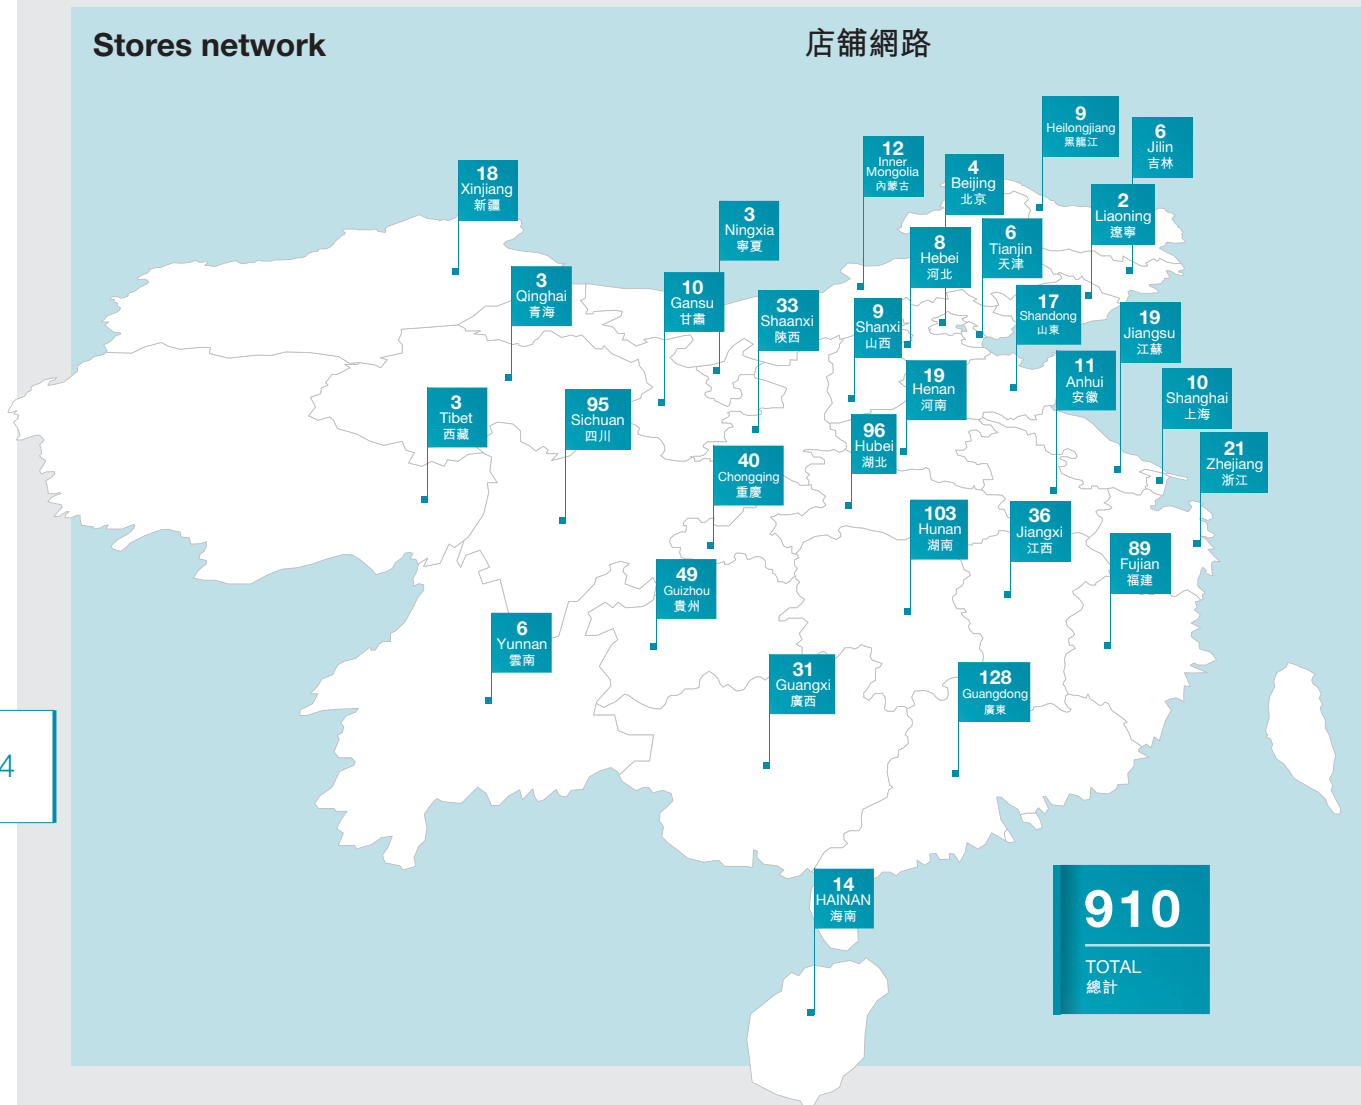 Stores network
店舖網路
9
Heilongjiang
黑龍江
6
Jilin
吉林
12
Inner
Mongolia
內蒙古
4
Beijing
北京
18
Xinjiang
新疆
2
Liaoning
遼寧
3
Ningxia
寧夏
6
Tianjin
天津
8
Hebei
河北
3
Qinghai
青海
10
Gansu
甘肅
33
Shaanxi
陝西
9
Shanxi
山西
17
Shandong
山東
19
Jiangsu
江蘇
19
Henan
河南
11
Anhui
安徽
10
Shanghai
上海
3
Tibet
西藏
95
Sichuan
四川
96
Hubei
湖北
21
Zhejiang
浙江
40
Chongqing
重慶
103
Hunan
湖南
36
Jiangxi
江西
89
Fujian
福建
49
Guizhou
貴州
6
Yunnan
雲南
31
Guangxi
廣西
128
Guangdong
廣東
4
14
HAINAN
海南
910
TOTAL
總計